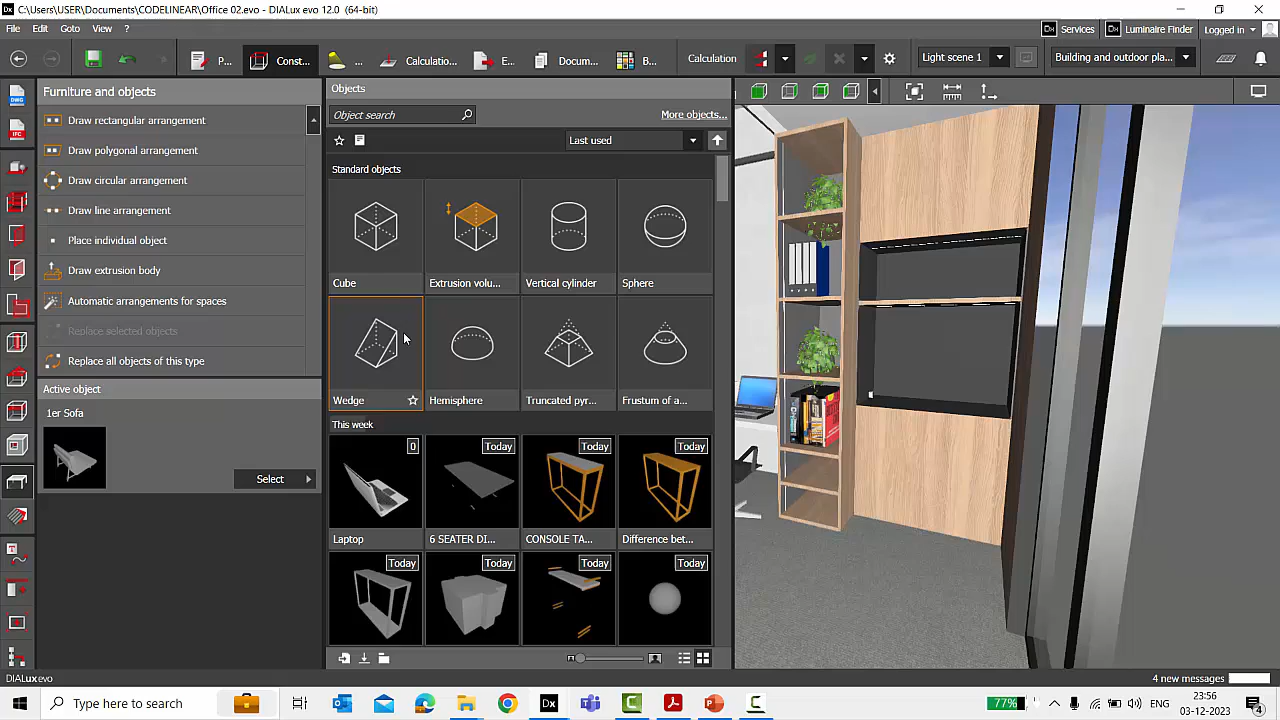 C:\Users\USER\Documents\CODELINEAR\Office 02.evo - DIALux evo 12.0 (64-bit)
File Edit Goto View ?
Services Luminaire Finder Logged in
P... Const... ... Calculatio... E... Docum... B... Calculation Light scene 1 Building and outdoor pla...
Furniture and objects
Draw rectangular arrangement
Draw polygonal arrangement
Draw circular arrangement
Draw line arrangement
Place individual object
Draw extrusion body
Automatic arrangements for spaces
Replace selected objects
Replace all objects of this type
Active object
1er Sofa
Select
Objects
Object search More objects...
Last used
Standard objects
Cube Extrusion volu... Vertical cylinder Sphere
Wedge Hemisphere Truncated pyr... Frustum of a...
This week
0 Today Today Today
Laptop 6 SEATER DI... CONSOLE TA... Difference bet...
Today Today Today Today
DIALux evo 4 new messages
Type here to search 77% ENG 23:56
03-12-2023 4